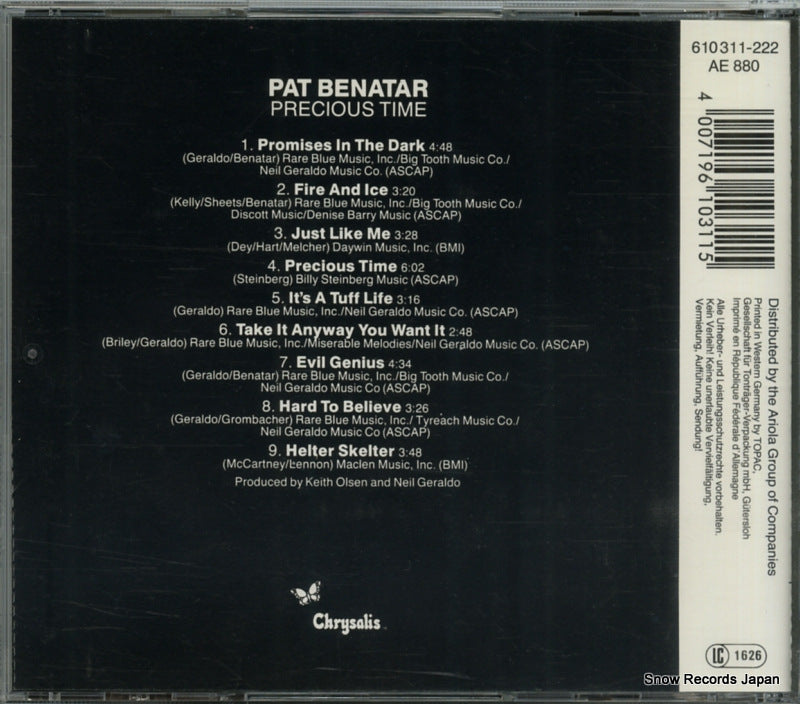 PAT BENATAR
PRECIOUS TIME
1. Promises In The Dark 4:48
(Geraldo/Benatar) Rare Blue Music, Inc./Big Tooth Music Co./
Neil Geraldo Music Co. (ASCAP)
2. Fire And Ice 3:20
(Kelly/Sheets/Benatar) Rare Blue Music, Inc./Big Tooth Music Co./
Discott Music/Denise Barry Music (ASCAP)
3. Just Like Me 3:28
(Dey/Hart/Melcher) Daywin Music, Inc. (BMI)
4. Precious Time 6:02
(Steinberg) Billy Steinberg Music (ASCAP)
5. It's A Tuff Life 3:16
(Geraldo) Rare Blue Music, Inc./Neil Geraldo Music Co. (ASCAP)
6. Take It Anyway You Want It 2:48
(Briley/Geraldo) Rare Blue Music, Inc./Miserable Melodies/Neil Geraldo Music Co. (ASCAP)
7. Evil Genius 4:34
(Geraldo/Benatar) Rare Blue Music, Inc./Big Tooth Music Co./
Neil Geraldo Music Co (ASCAP)
8. Hard To Believe 3:26
(Geraldo/Grombacher) Rare Blue Music, Inc./ Tyreach Music Co./
Neil Geraldo Music Co. (ASCAP)
9. Helter Skelter 3:48
(McCartney/Lennon) Maclen Music, Inc. (BMI)
Produced by Keith Olsen and Neil Geraldo
Chrysalis
610 311-222
AE 880
4 007196 103115
Distributed by the Ariola Group of Companies
Printed in Western Germany by TOPAC,
Gesellschaft für Tonträger-Verpackung mbH, Gütersloh
Imprimé en République Fédérale d'Allemagne
Alle Urheber- und Leistungsschutzrechte vorbehalten.
Kein Verleih! Keine unerlaubte Vervielfältigung,
Vermietung, Aufführung, Sendung!
LC 1626
Snow Records Japan